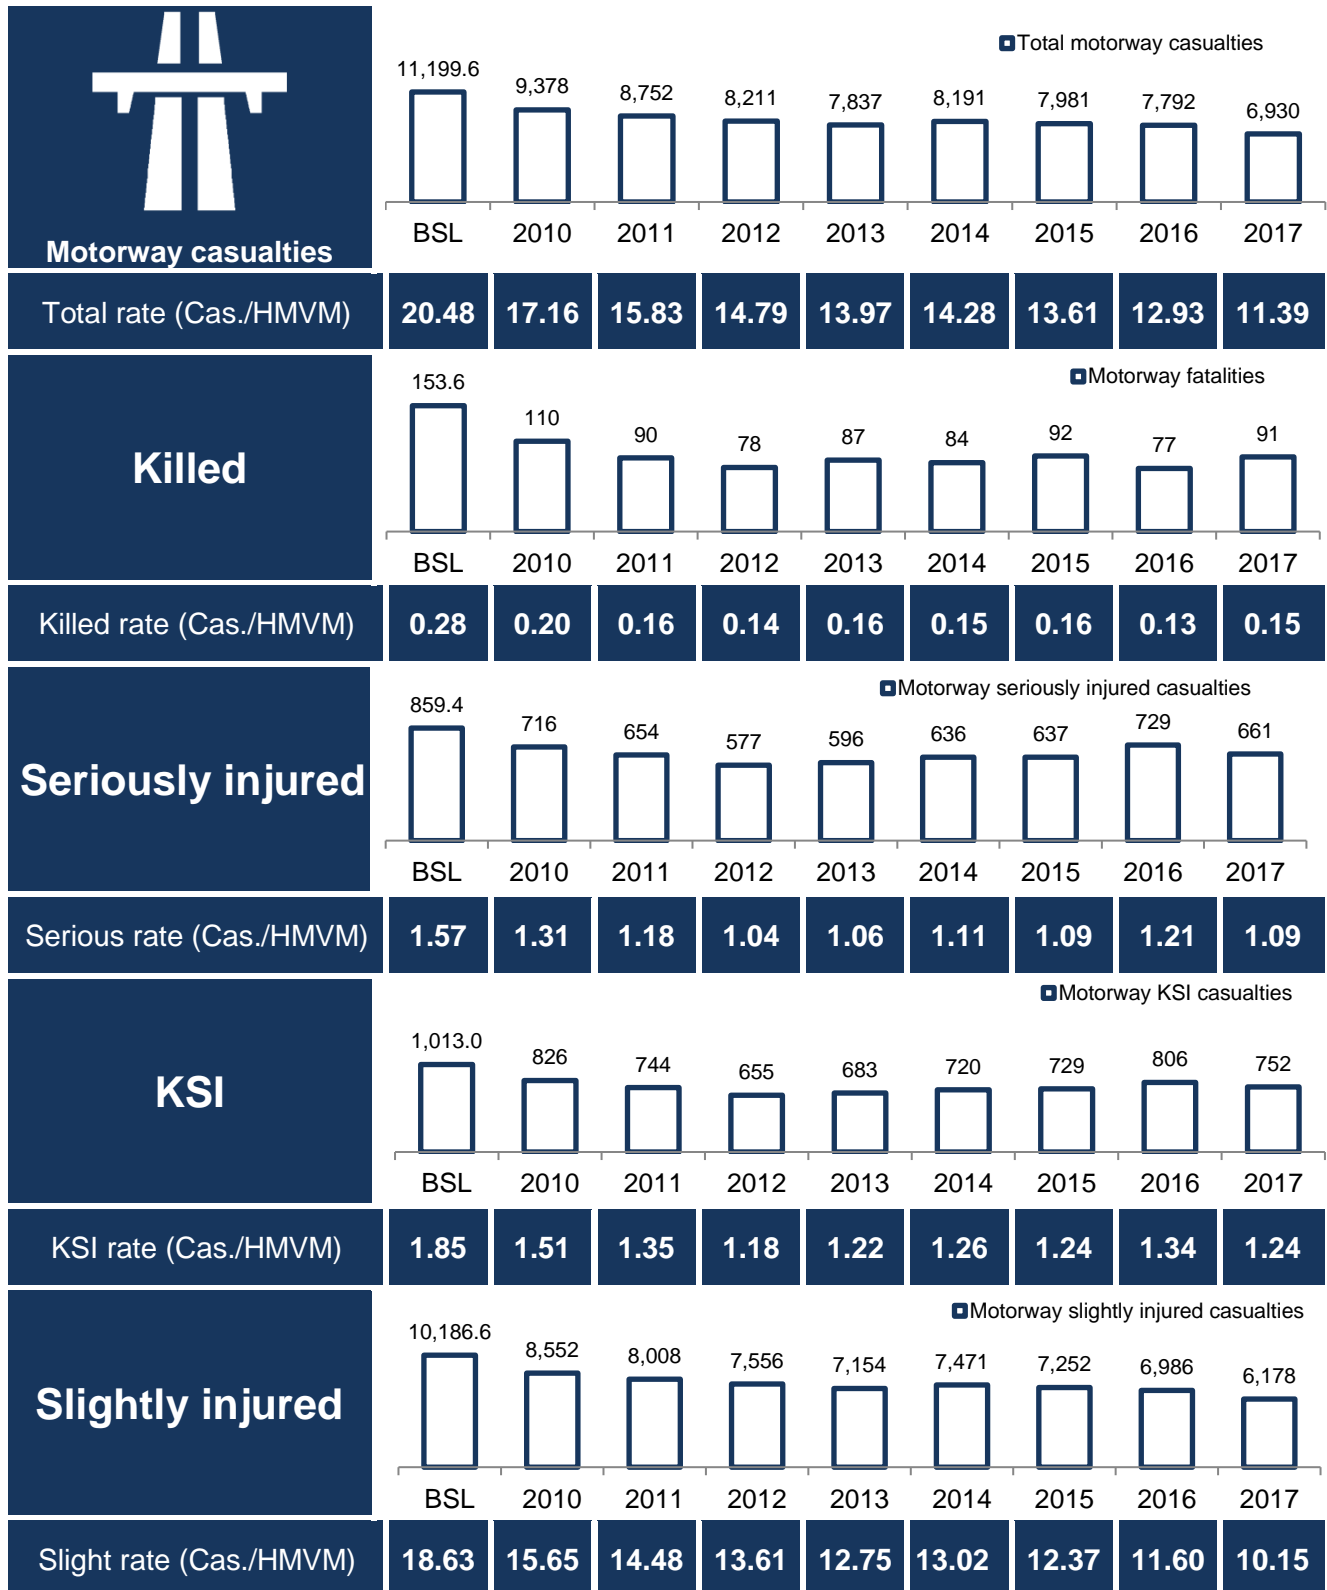 Total motorway casualties
11,199.6 9,378 8,752 8,211 7,837 8,191 7,981 7,792 6,930
BSL 2010 2011 2012 2013 2014 2015 2016 2017
Motorway casualties
Total rate (Cas./HMVM) 20.48 17.16 15.83 14.79 13.97 14.28 13.61 12.93 11.39
Motorway fatalities
153.6 110 90 78 87 84 92 77 91
Killed
BSL 2010 2011 2012 2013 2014 2015 2016 2017
Killed rate (Cas./HMVM) 0.28 0.20 0.16 0.14 0.16 0.15 0.16 0.13 0.15
Motorway seriously injured casualties
859.4 716 654 577 596 636 637 729 661
Seriously injured
BSL 2010 2011 2012 2013 2014 2015 2016 2017
Serious rate (Cas./HMVM) 1.57 1.31 1.18 1.04 1.06 1.11 1.09 1.21 1.09
Motorway KSI casualties
1,013.0 826 744 655 683 720 729 806 752
KSI
BSL 2010 2011 2012 2013 2014 2015 2016 2017
KSI rate (Cas./HMVM) 1.85 1.51 1.35 1.18 1.22 1.26 1.24 1.34 1.24
Motorway slightly injured casualties
10,186.6 8,552 8,008 7,556 7,154 7,471 7,252 6,986 6,178
Slightly injured
BSL 2010 2011 2012 2013 2014 2015 2016 2017
Slight rate (Cas./HMVM) 18.63 15.65 14.48 13.61 12.75 13.02 12.37 11.60 10.15